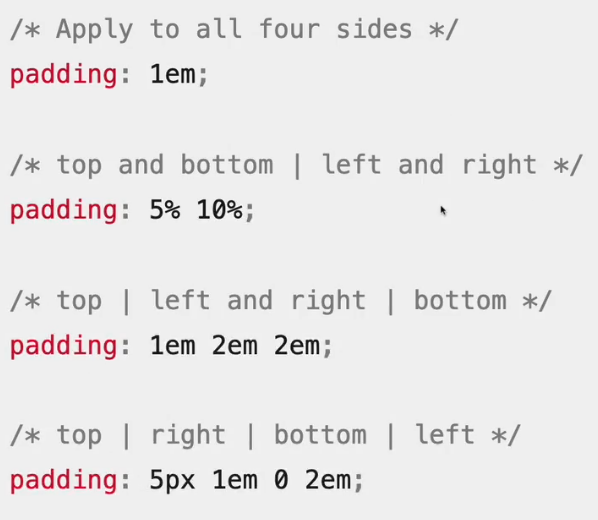 /* Apply to all four sides */
padding: 1em;
/* top and bottom | left and right */
padding: 5% 10%;
/* top | left and right | bottom */
padding: 1em 2em 2em;
/* top | right | bottom | left */
padding: 5px 1em 0 2em;